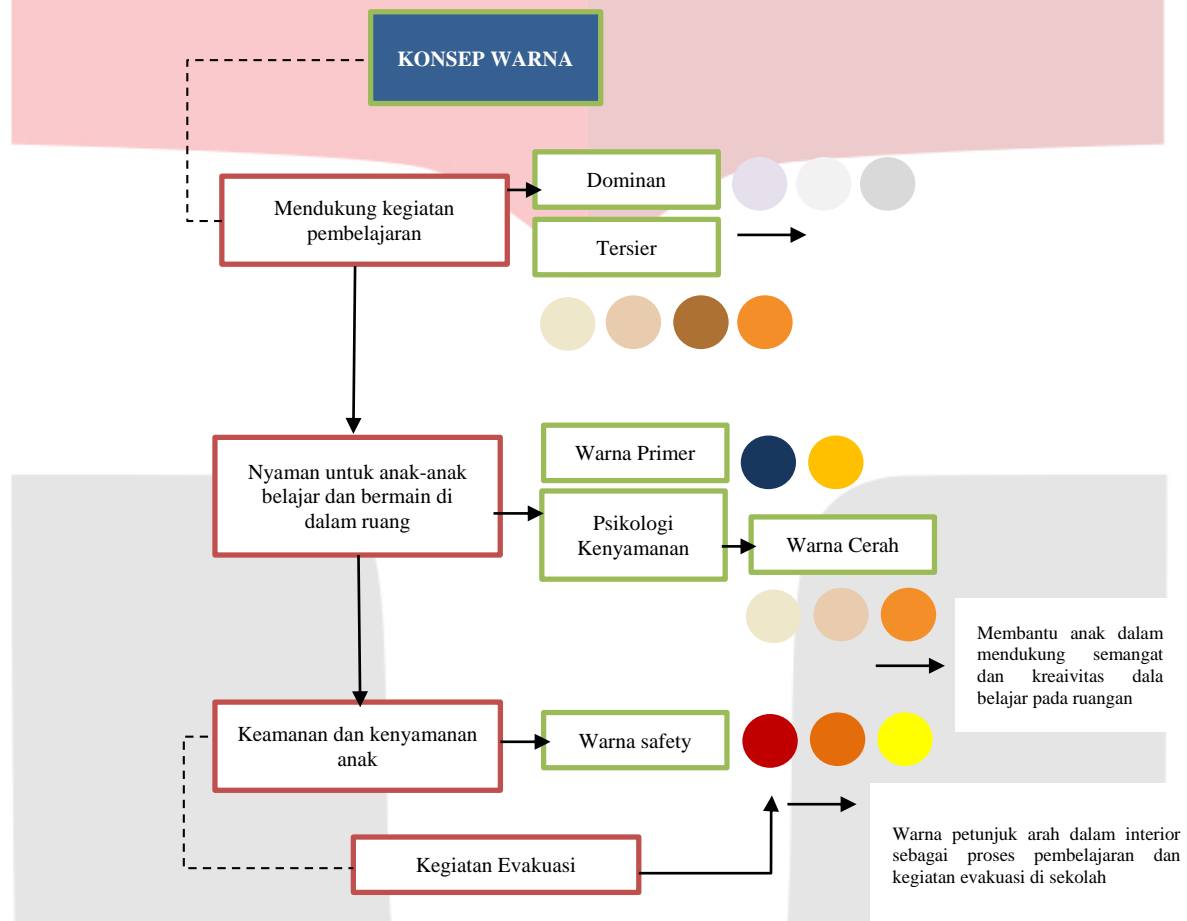 KONSEP WARNA
Mendukung kegiatan
pembelajaran
Dominan
Tersier
Nyaman untuk anak-anak
belajar dan bermain di
dalam ruang
Warna Primer
Psikologi
Kenyamanan
Warna Cerah
Membantu anak dalam
mendukung semangat
dan kreaivitas dala
belajar pada ruangan
Keamanan dan kenyamanan
anak
Warna safety
Kegiatan Evakuasi
Warna petunjuk arah dalam interior
sebagai proses pembelajaran dan
kegiatan evakuasi di sekolah